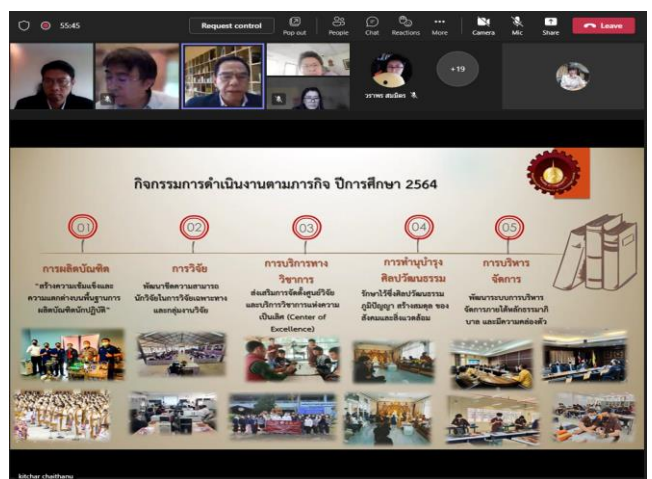 55:45
Request control
Pop out
People
Chat
Reactions
More
Camera
Mic
Share
Leave
วราพร สมมิตร
+19
กิจกรรมการดำเนินงานตามภารกิจ ปีการศึกษา 2564
01
02
03
04
05
การผลิตบัณฑิต
"สร้างความเข้มแข็งและ
ความแตกต่างบนพื้นฐานการ
ผลิตบัณฑิตนักปฏิบัติ"
การวิจัย
พัฒนาขีดความสามารถ
นักวิจัยในการวิจัยเฉพาะทาง
และกลุ่มงานวิจัย
การบริการทาง
วิชาการ
ส่งเสริมการจัดตั้งศูนย์วิจัย
และบริการวิชาการแห่งความ
เป็นเลิศ (Center of
Excellence)
การทำนุบำรุง
ศิลปวัฒนธรรม
รักษาไว้ซึ่งศิลปวัฒนธรรม
ภูมิปัญญา สร้างสมดุล ของ
สังคมและสิ่งแวดล้อม
การบริหาร
จัดการ
พัฒนาระบบการบริหาร
จัดการภายใต้หลักธรรมาภิ
บาล และมีความคล่องตัว
kitchar chaithanu